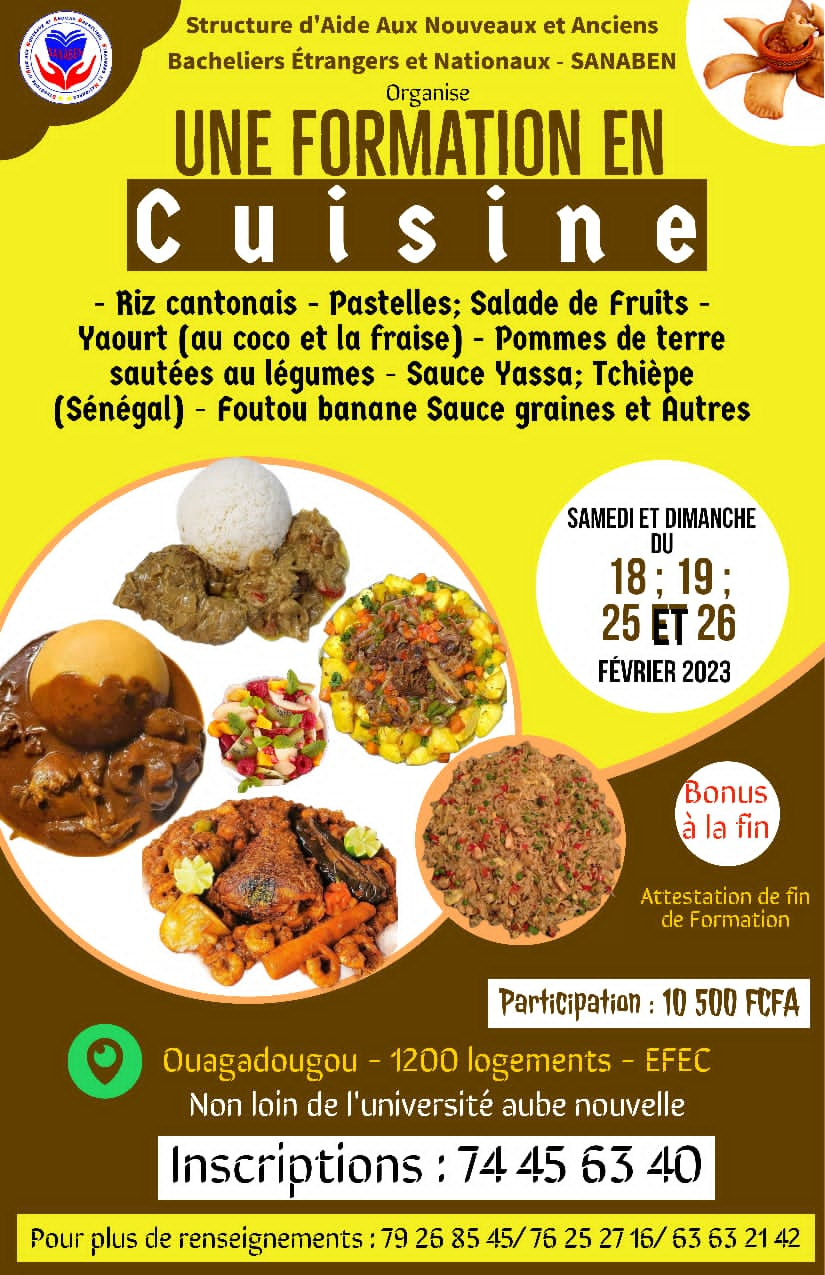 Structure d'Aide Aux Nouveaux et Anciens
Bacheliers Étrangers et Nationaux - SANABEN
Organise
UNE FORMATION EN
Cuisine
- Riz cantonais - Pastelles; Salade de Fruits -
Yaourt (au coco et la fraise) - Pommes de terre
sautées au légumes - Sauce Yassa; Tchièpe
(Sénégal) - Foutou banane Sauce graines et Autres
SAMEDI ET DIMANCHE
DU
18 ; 19 ;
25 ET 26
FÉVRIER 2023
Bonus
à la fin
Attestation de fin
de Formation
Participation : 10 500 FCFA
Ouagadougou - 1200 logements - EFEC
Non loin de l'université aube nouvelle
Inscriptions : 74 45 63 40
Pour plus de renseignements : 79 26 85 45/ 76 25 27 16/ 63 63 21 42
SANABEN